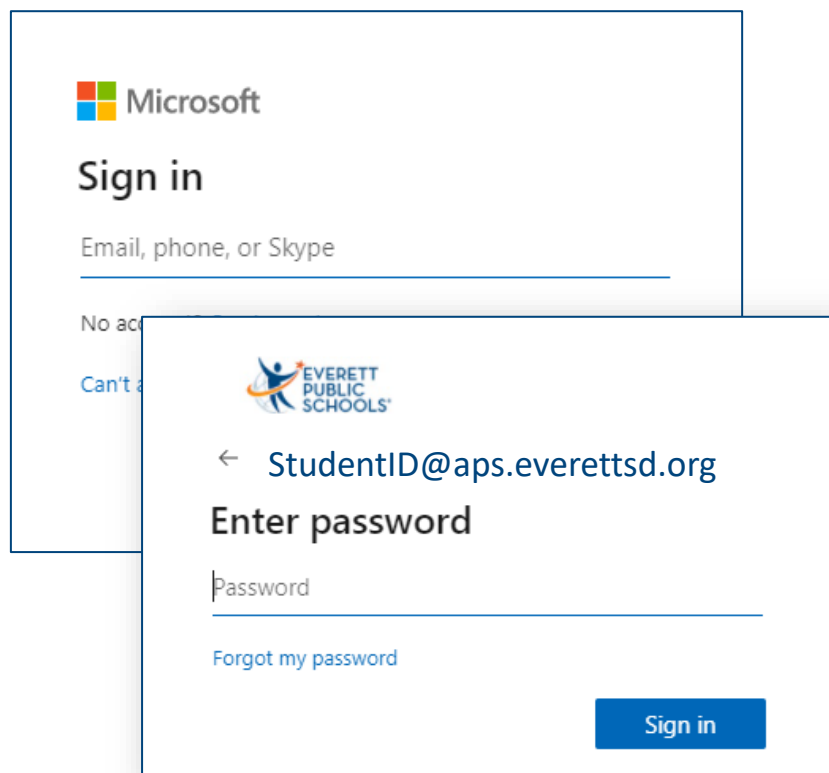 Microsoft
Sign in
Email, phone, or Skype
No
Can't
EVERETT
PUBLIC
SCHOOLS
← StudentID@aps.everettsd.org
Enter password
Password
Forgot my password
Sign in